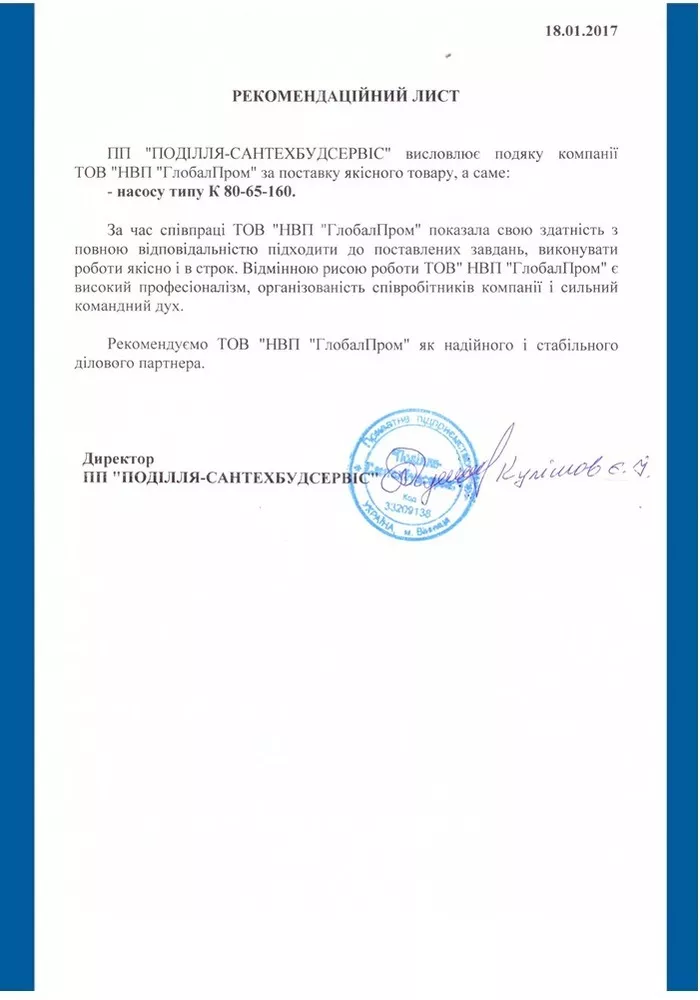 18.01.2017
РЕКОМЕНДАЦІЙНИЙ ЛИСТ
ПП "ПОДІЛЛЯ-САНТЕХБУДСЕРВІС" висловлює подяку компанії
ТОВ "НВП "ГлобалПром" за поставку якісного товару, а саме:
- насосу типу К 80-65-160.
За час співпраці ТОВ "НВП "ГлобалПром" показала свою здатність з
повною відповідальністю підходити до поставлених завдань, виконувати
роботи якісно і в строк. Відмінною рисою роботи ТОВ" НВП "ГлобалПром" є
високий професіоналізм, організованість співробітників компанії і сильний
командний дух.
Рекомендуємо ТОВ "НВП "ГлобалПром" як надійного і стабільного
ділового партнера.
Директор
ПП "ПОДІЛЛЯ-САНТЕХБУДСЕРВІС"
Приватне підприємство
"Поділля-
Код
33209138
УКРАЇНА, м. Вінниця
Кулішов Є. І.